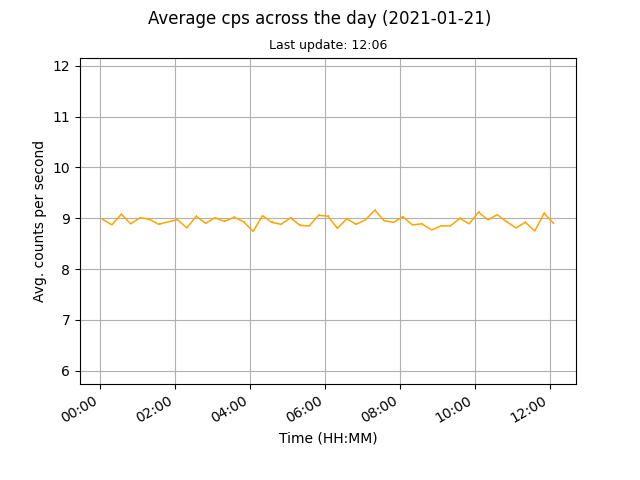 Average cps across the day (2021-01-21)
Last update: 12:06
12
11
10
9
8
7
6
Avg. counts per second
00:00 02:00 04:00 06:00 08:00 10:00 12:00
Time (HH:MM)